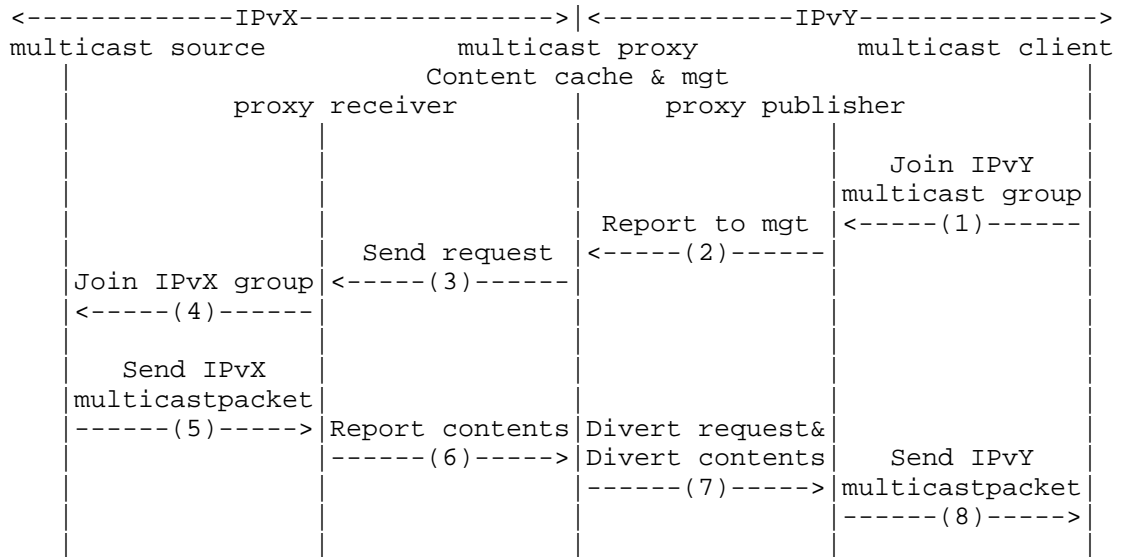 <-------------IPvX---------------->|<------------IPvY--------------->
multicast source multicast proxy multicast client
| Content cache & mgt |
| proxy receiver | proxy publisher |
| | | | |
| | | | Join IPvY |
| | | |multicast group|
| | | Report to mgt |<-----(1)------|
| | Send request |<-----(2)------| |
|Join IPvX group|<-----(3)------| | |
|<-----(4)------| | | |
| | | | |
| Send IPvX | | | |
|multicastpacket| | | |
|------(5)----->|Report contents|Divert request&| |
| |------(6)----->|Divert contents| Send IPvY |
| | |------(7)----->|multicastpacket|
| | | |------(8)----->|
| | | | |